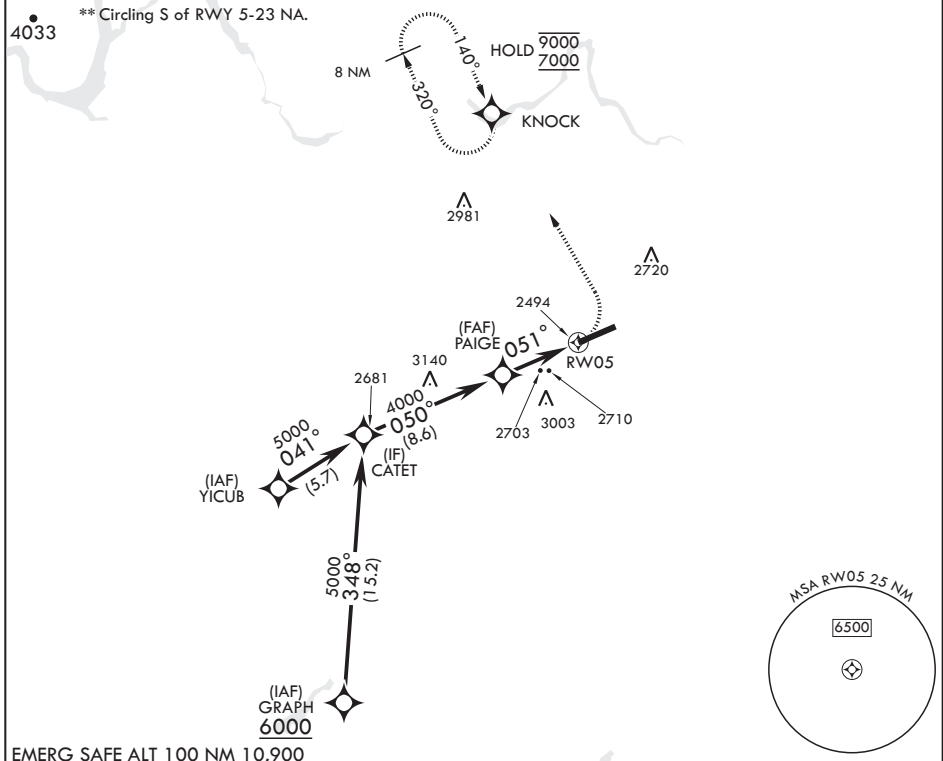 ** Circling S of RWY 5-23 NA.
4033
HOLD 9000
7000
8 NM
140°
320°
KNOCK
2981
2720
2494
(FAF)
PAIGE
051°
RW05
3140
2681
4000
050°
(8.6)
2703
3003
2710
5000
041°
(5.7)
(IF)
CATET
(IAF)
YICUB
5000
348°
(15.2)
MSA RW05 25 NM
6500
(IAF)
GRAPH
6000
EMERG SAFE ALT 100 NM 10,900